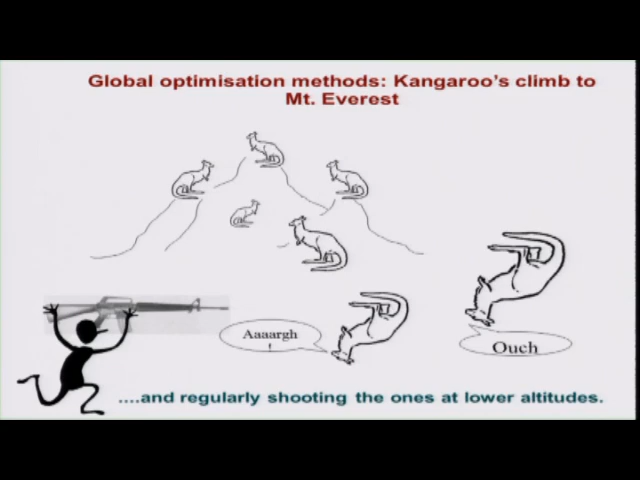 Global optimisation methods: Kangaroo's climb to
Mt. Everest
Aaaargh
!
Ouch
....and regularly shooting the ones at lower altitudes.